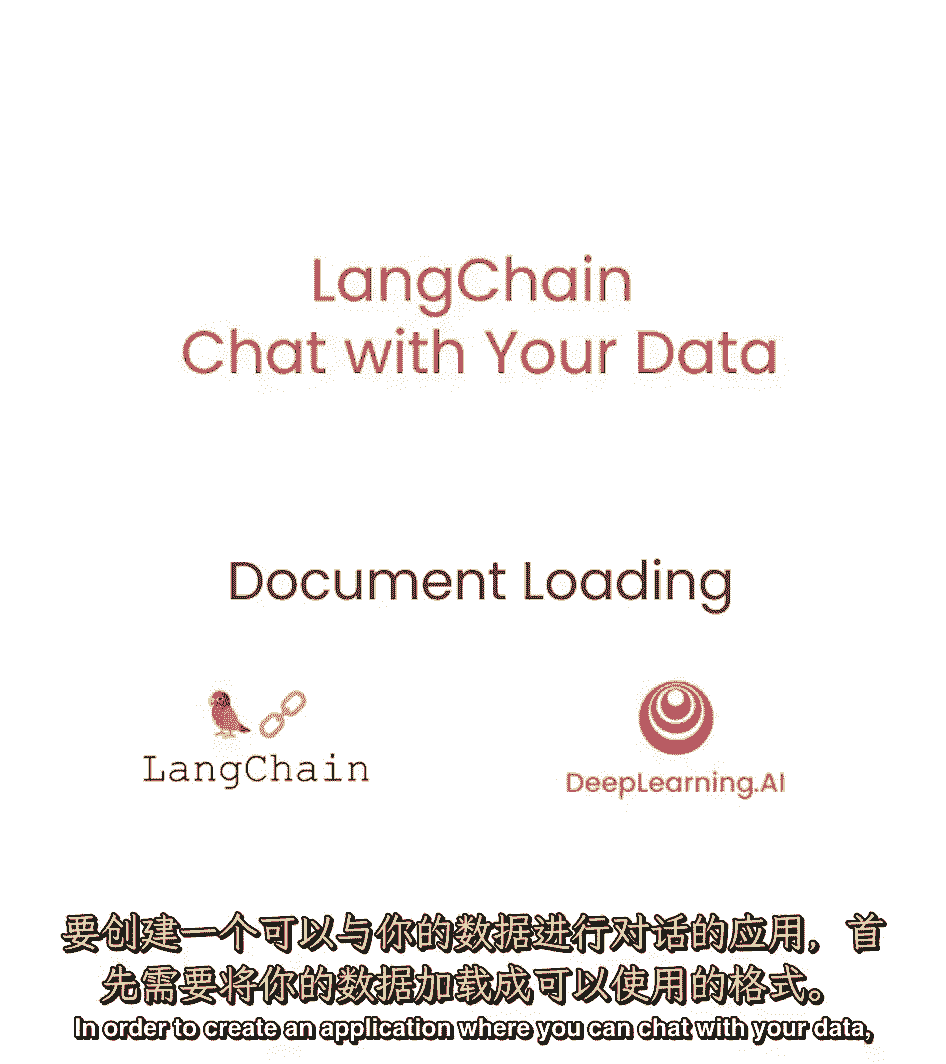 LangChain
Chat with Your Data
Document Loading
LangChain
DeepLearning.AI
要创建一个可以与你的数据进行对话的应用，首
先需要将你的数据加载成可以使用的格式。
In order to create an application where you can chat with your data,